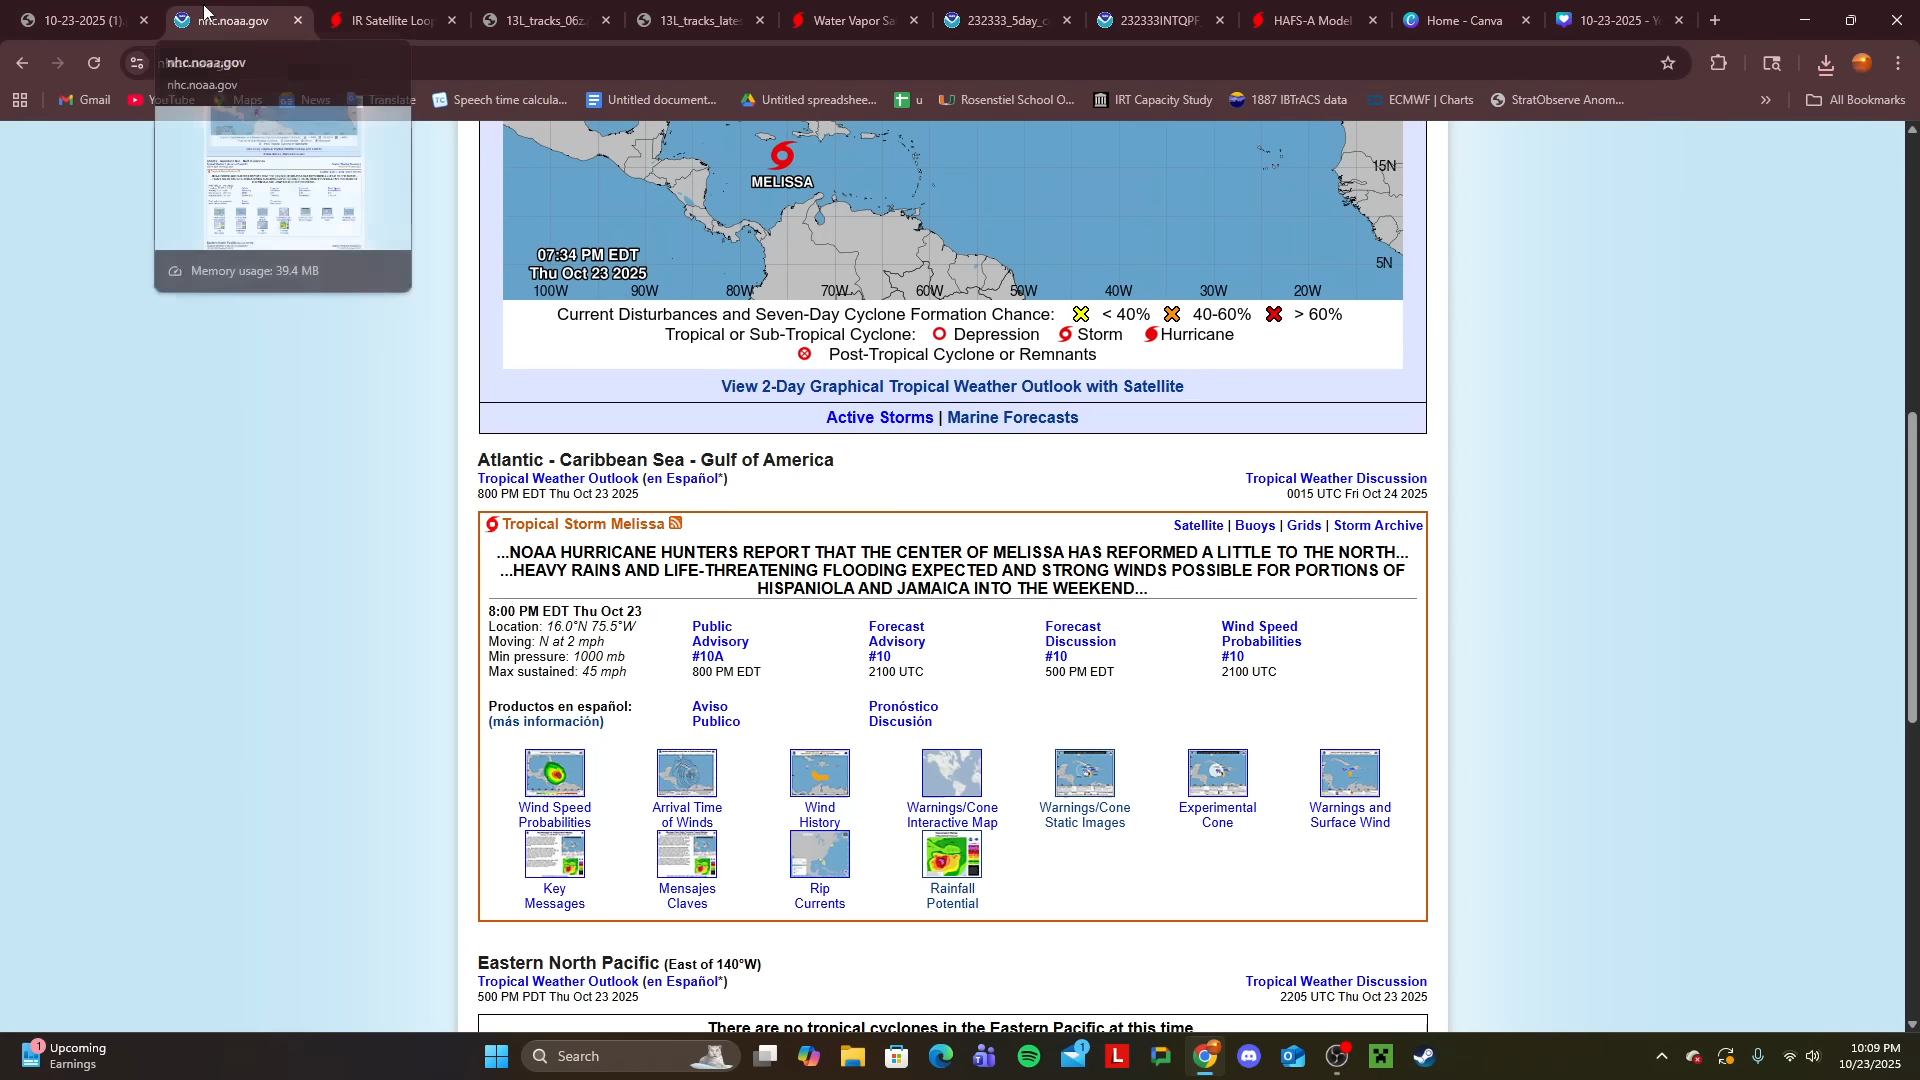 10-23-2025 (1).
nhc.noaa.gov
IR Satellite Loop
13L_tracks_06z.
13L_tracks_late
Water Vapor Sa
232333_5day_c
232333INTQPF
HAFS-A Model
Home - Canva
10-23-2025 - Y
nhc.noaa.gov
nhc.noaa.gov
Gmail
YouTube
Maps
News
Translate
Speech time calcula...
Untitled document...
Untitled spreadshee...
u
Rosenstiel School O...
IRT Capacity Study
1887 IBTrACS data
ECMWF | Charts
StratObserve Anom...
»
All Bookmarks
Memory usage: 39.4 MB
MELISSA
15N
5N
07:34 PM EDT
Thu Oct 23 2025
100W 90W 80W 70W 60W 50W 40W 30W 20W
Current Disturbances and Seven-Day Cyclone Formation Chance: < 40% 40-60% > 60%
Tropical or Sub-Tropical Cyclone: Depression Storm Hurricane
Post-Tropical Cyclone or Remnants
View 2-Day Graphical Tropical Weather Outlook with Satellite
Active Storms | Marine Forecasts
Atlantic - Caribbean Sea - Gulf of America
Tropical Weather Outlook (en Español*)
Tropical Weather Discussion
800 PM EDT Thu Oct 23 2025
0015 UTC Fri Oct 24 2025
Tropical Storm Melissa
Satellite | Buoys | Grids | Storm Archive
...NOAA HURRICANE HUNTERS REPORT THAT THE CENTER OF MELISSA HAS REFORMED A LITTLE TO THE NORTH...
...HEAVY RAINS AND LIFE-THREATENING FLOODING EXPECTED AND STRONG WINDS POSSIBLE FOR PORTIONS OF
HISPANIOLA AND JAMAICA INTO THE WEEKEND...
8:00 PM EDT Thu Oct 23
Location: 16.0°N 75.5°W
Moving: N at 2 mph
Min pressure: 1000 mb
Max sustained: 45 mph
Public
Advisory
#10A
800 PM EDT
Forecast
Advisory
#10
2100 UTC
Forecast
Discussion
#10
500 PM EDT
Wind Speed
Probabilities
#10
2100 UTC
Productos en español:
(más información)
Aviso
Publico
Pronóstico
Discusión
Wind Speed
Probabilities
Arrival Time
of Winds
Wind
History
Warnings/Cone
Interactive Map
Warnings/Cone
Static Images
Experimental
Cone
Warnings and
Surface Wind
Key
Messages
Mensajes
Claves
Rip
Currents
Rainfall
Potential
Eastern North Pacific (East of 140°W)
Tropical Weather Outlook (en Español*)
Tropical Weather Discussion
500 PM PDT Thu Oct 23 2025
2205 UTC Thu Oct 23 2025
There are no tropical cyclones in the Eastern Pacific at this time
1
Upcoming
Earnings
Search
1
L
10:09 PM
10/23/2025